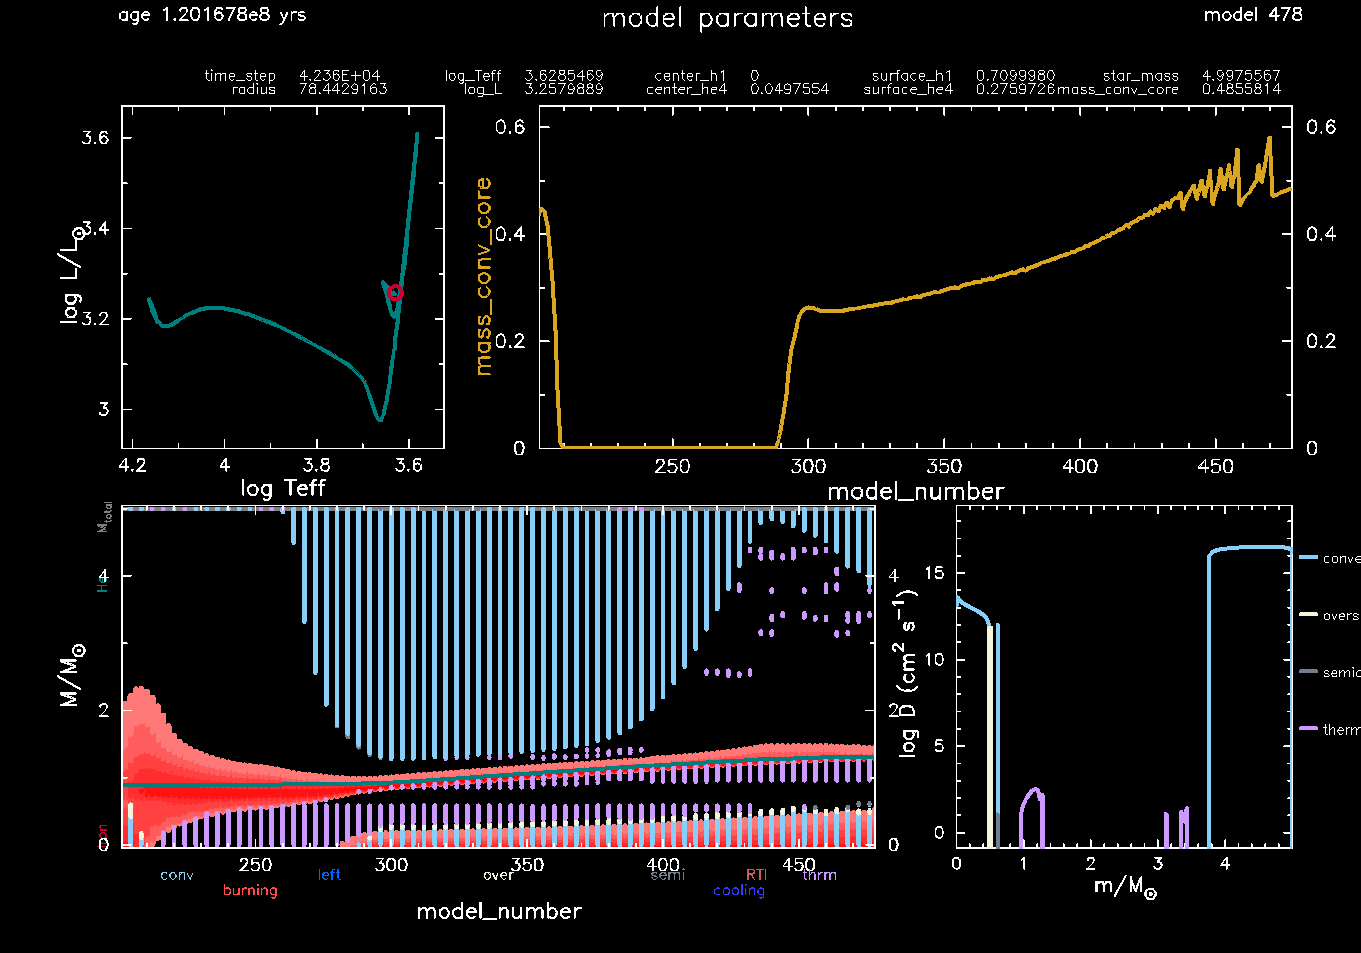 age 1.201678e8 yrs model parameters model 478
time_step 4.236E+04 log_Teff 3.6285469 center_h1 0 surface_h1 0.7099980 star_mass 4.9975567
radius 78.4429163 log_L 3.2579889 center_he4 0.0497554 surface_he4 0.2759726 mass_conv_core 0.4855814
log L/L⊙
3.6
3.4
3.2
3
4.2 4 3.8 3.6
log Teff
mass_conv_core
0.6
0.4
0.2
0
0.6
0.4
0.2
0
250 300 350 400 450
model_number
M/M⊙
Mtotal
He
4
2
0
4
2
0
250 300 350 400 450
conv left over semi RTI thrm
burning cooling
model_number
log D (cm² s⁻¹)
15
10
5
0
0 1 2 3 4
m/M⊙
conve
overs
semic
therm